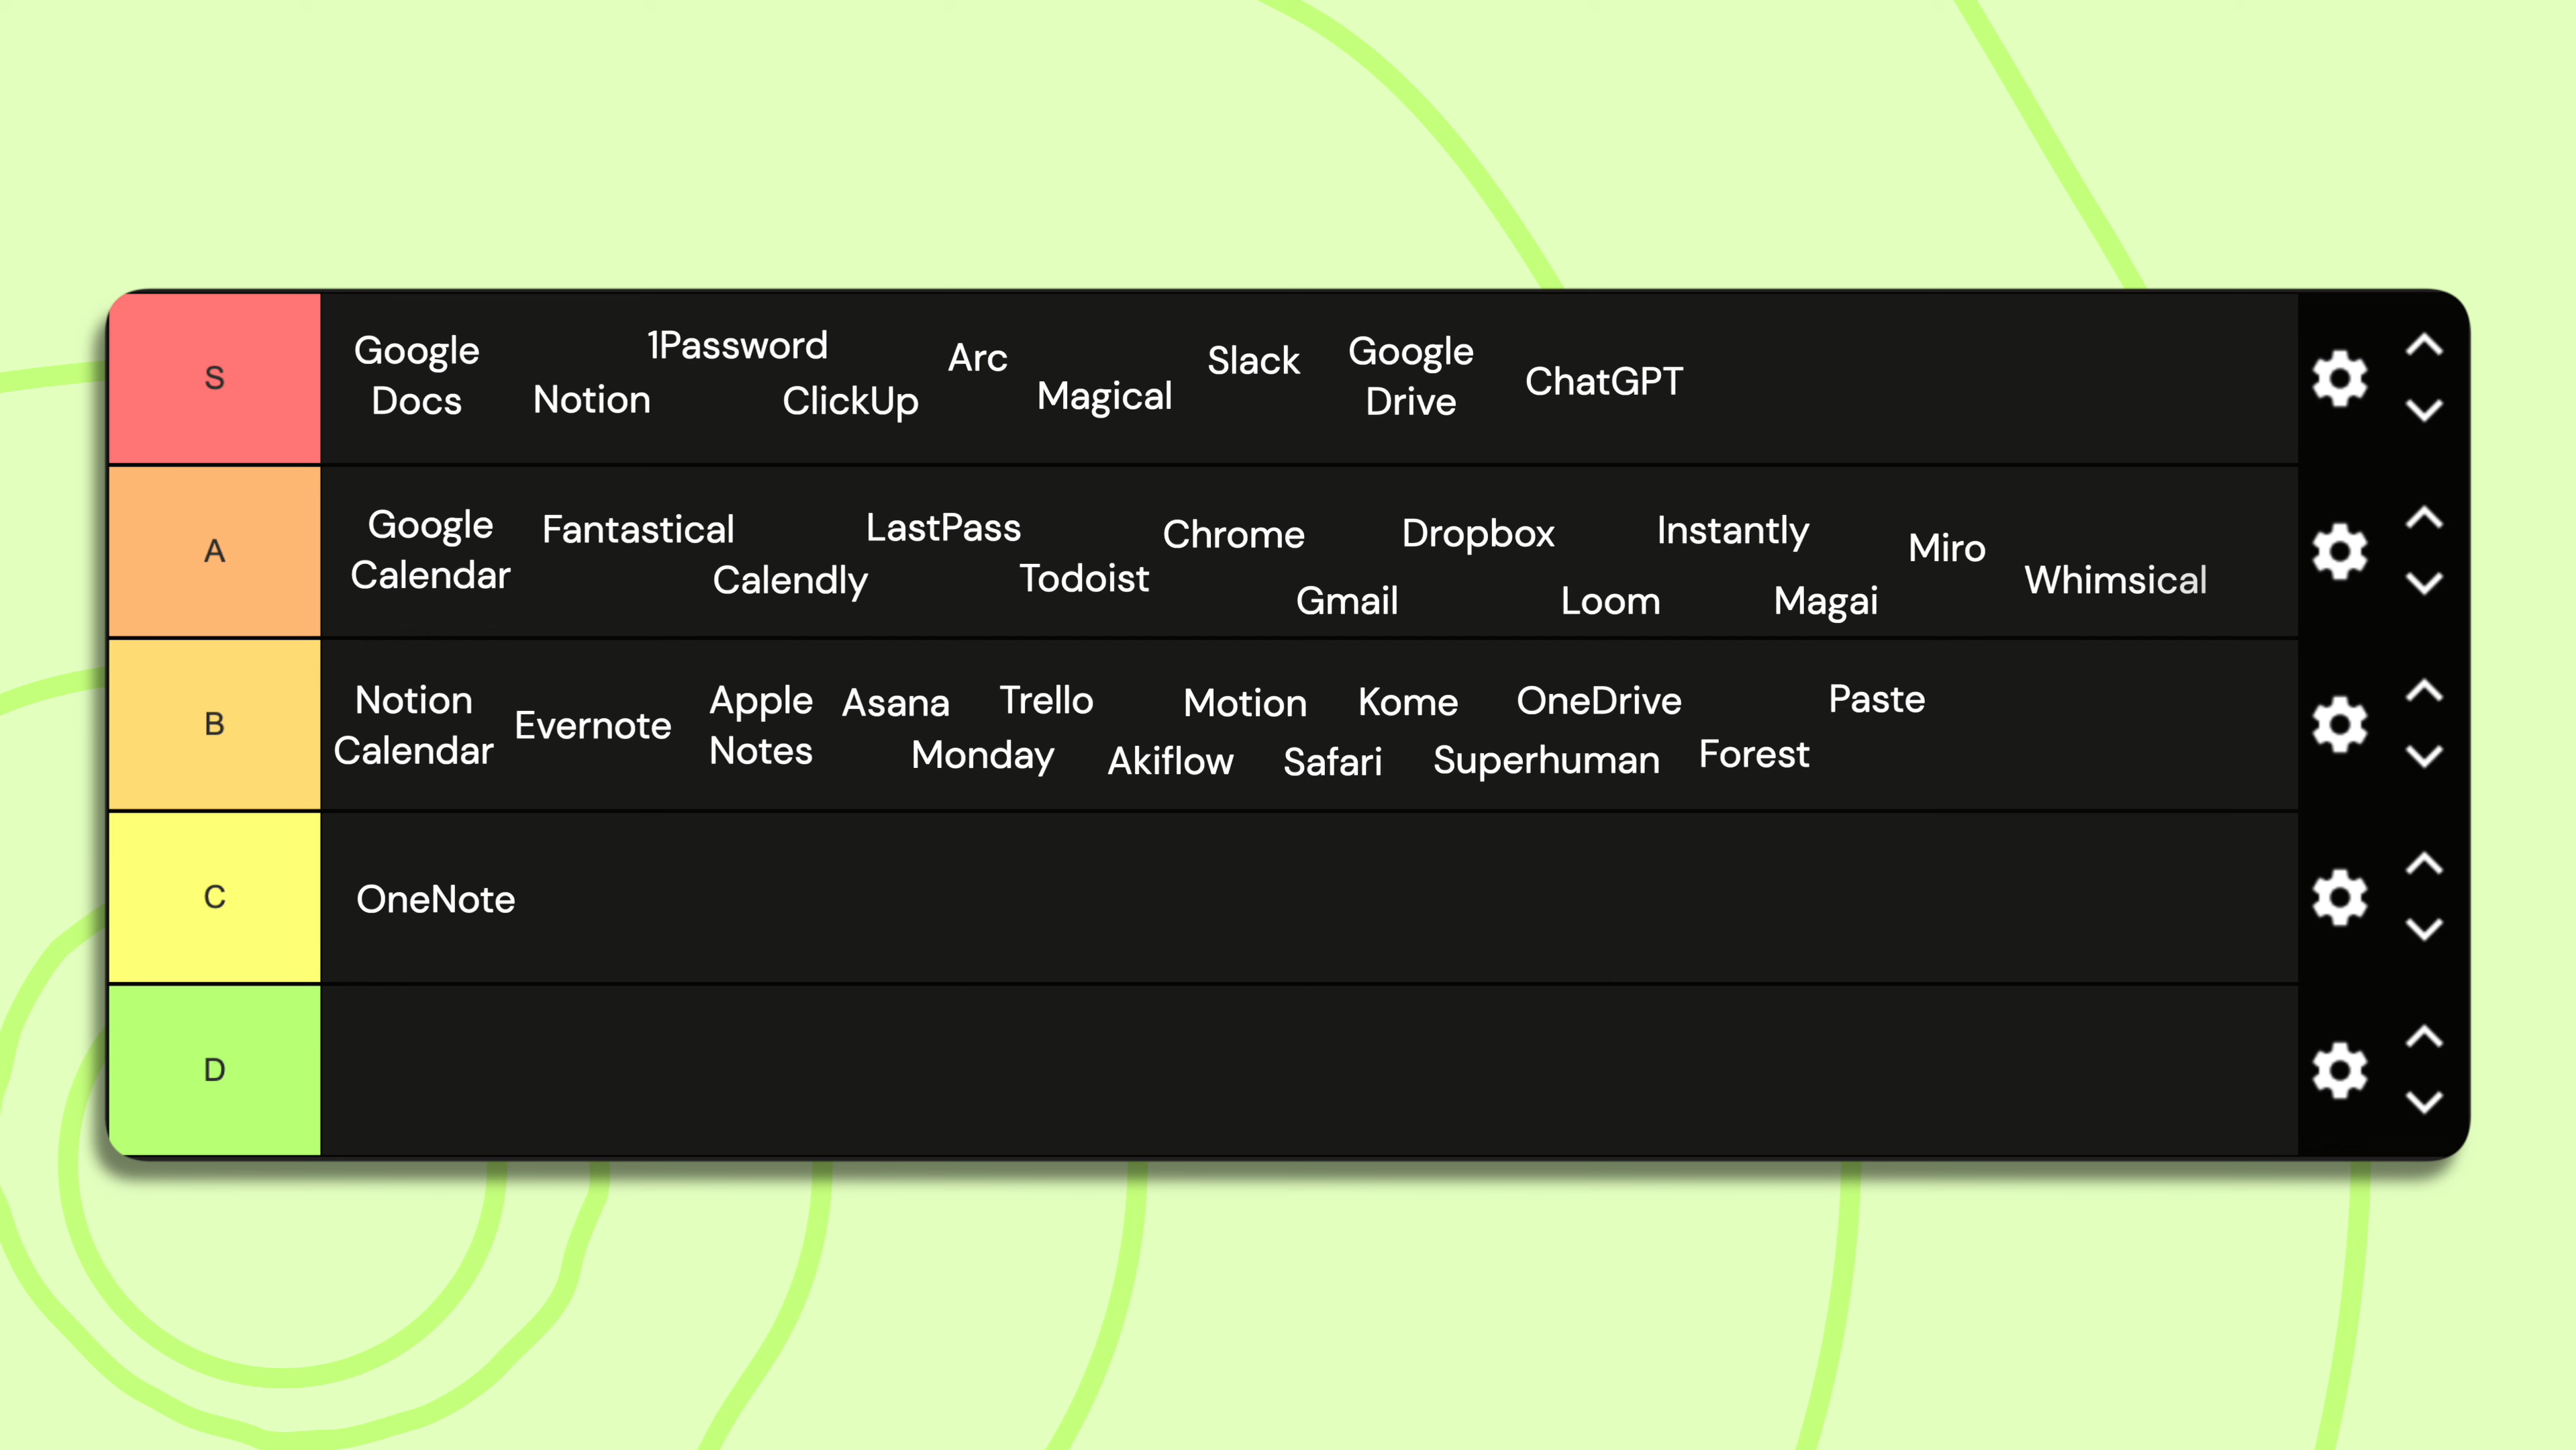 S
Google
Docs
Notion
1Password
ClickUp
Arc
Magical
Slack
Google
Drive
ChatGPT
A
Google
Calendar
Fantastical
Calendly
LastPass
Todoist
Chrome
Gmail
Dropbox
Loom
Instantly
Magai
Miro
Whimsical
B
Notion
Calendar
Evernote
Apple
Notes
Asana
Monday
Trello
Akiflow
Motion
Safari
Kome
Superhuman
OneDrive
Forest
Paste
C
OneNote
D